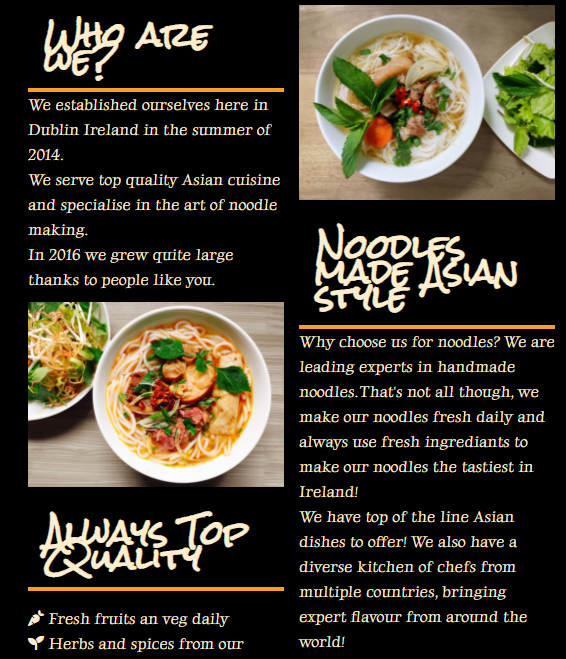 Who are
we?
We established ourselves here in
Dublin Ireland in the summer of
2014.
We serve top quality Asian cuisine
and specialise in the art of noodle
making.
In 2016 we grew quite large
thanks to people like you.
Always Top
Quality
Fresh fruits an veg daily
Herbs and spices from our
Noodles
made Asian
style
Why choose us for noodles? We are
leading experts in handmade
noodles.That's not all though, we
make our noodles fresh daily and
always use fresh ingrediants to
make our noodles the tastiest in
Ireland!
We have top of the line Asian
dishes to offer! We also have a
diverse kitchen of chefs from
multiple countries, bringing
expert flavour from around the
world!